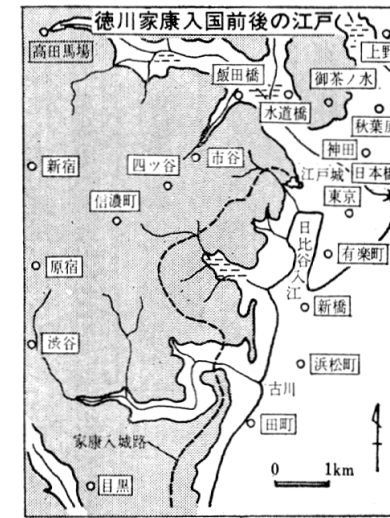 徳川家康入国前後の江戸
高田馬場
上野
飯田橋
御茶ノ水
水道橋
秋葉原
神田
新宿
四ッ谷
市谷
江戸城
日本橋
信濃町
東京
日比谷入江
有楽町
原宿
新橋
渋谷
浜松町
古川
田町
家康入城路
目黒
0 1km